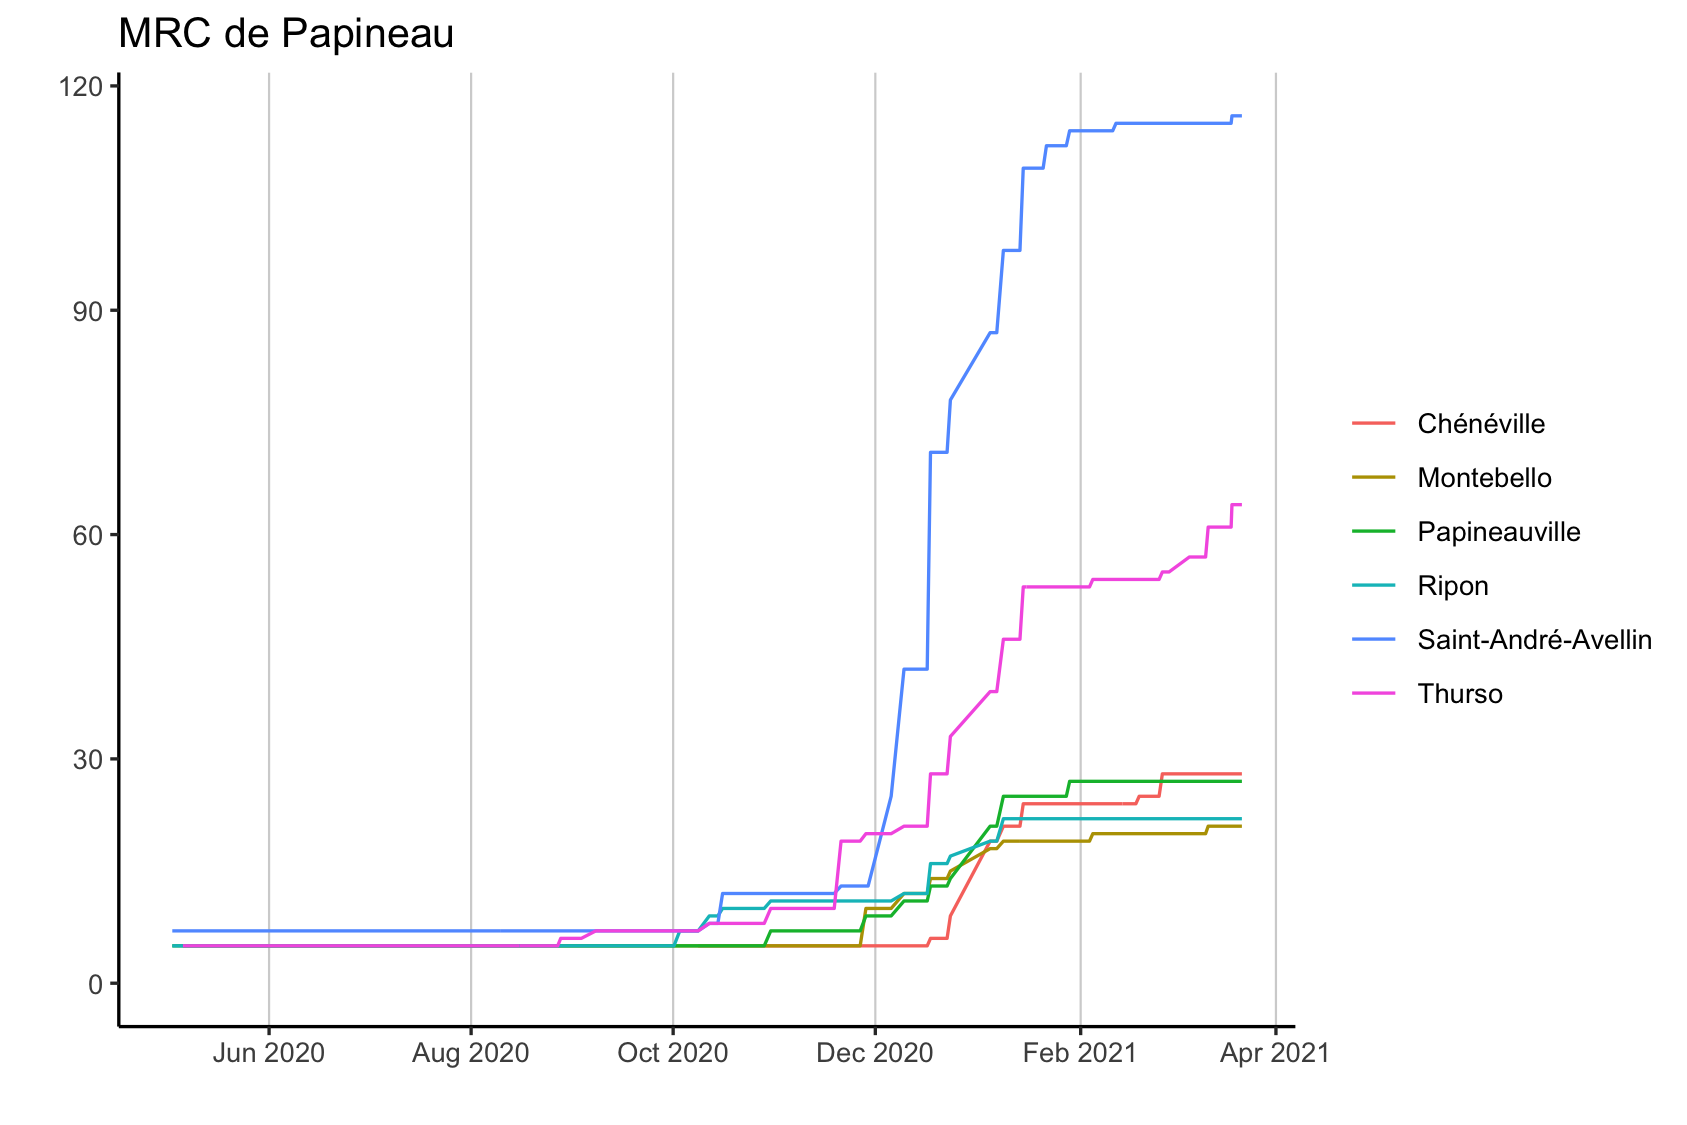 MRC de Papineau
120
90
60
30
0
Jun 2020
Aug 2020
Oct 2020
Dec 2020
Feb 2021
Apr 2021
Chénéville
Montebello
Papineauville
Ripon
Saint-André-Avellin
Thurso